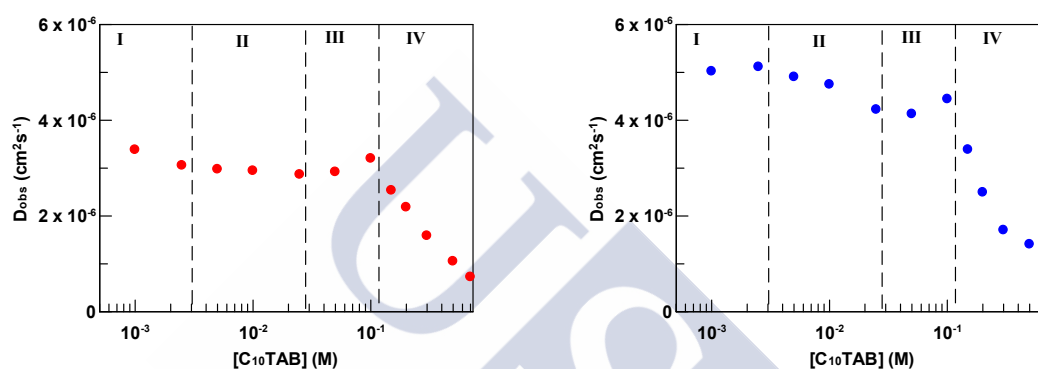 6 x 10⁻⁶
I
II
III
IV
4 x 10⁻⁶
2 x 10⁻⁶
0
10⁻³
10⁻²
10⁻¹
Dobs (cm²s⁻¹)
[C₁₀TAB] (M)
6 x 10⁻⁶
I
II
III
IV
4 x 10⁻⁶
2 x 10⁻⁶
0
10⁻³
10⁻²
10⁻¹
Dobs (cm²s⁻¹)
[C₁₀TAB] (M)